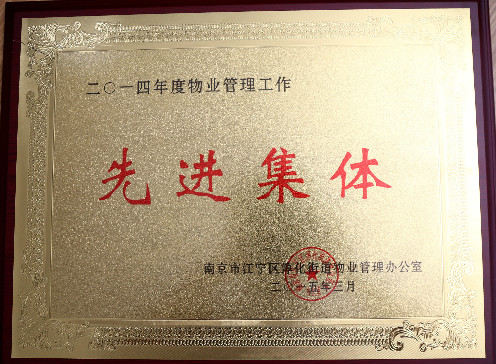 二〇一四年度物业管理工作
先进集体
南京市江宁区淳化街道物业管理办公室
二〇一五年三月